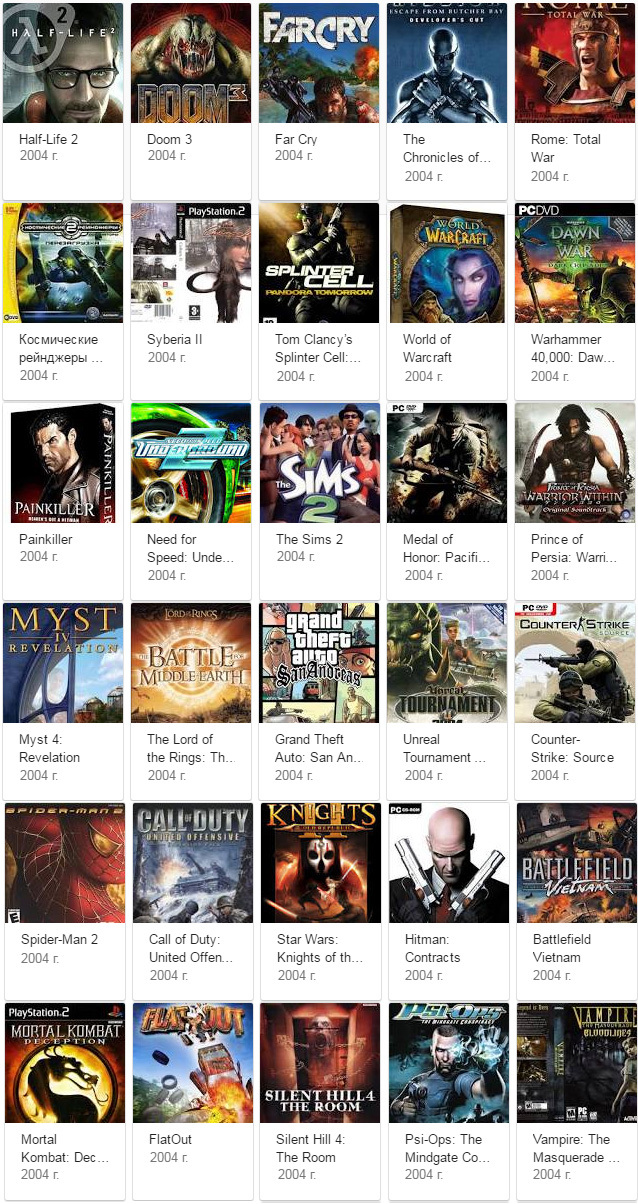 2
HALF-LIFE²
DOOM 3
FARCRY
ESCAPE FROM BUTCHER BAY
DEVELOPER'S CUT
ROME
TOTAL WAR
Half-Life 2
2004 г.
Doom 3
2004 г.
Far Cry
2004 г.
The
Chronicles of...
2004 г.
Rome: Total
War
2004 г.
КОСМИЧЕСКИЕ РЕЙНДЖЕРЫ
2
ПЕРЕЗАГРУЗКА
PlayStation.2
SPLINTER
CELL
PANDORA TOMORROW
WORLD
OF
WARCRAFT
PC DVD
DAWN
OF
WAR
Космические
рейнджеры ...
2004 г.
Syberia II
2004 г.
Tom Clancy's
Splinter Cell:...
2004 г.
World of
Warcraft
2004 г.
Warhammer
40,000: Daw...
2004 г.
PAINKILLER
HEAVEN'S GOT A HITMAN
PAINKILLER
NEED FOR SPEED
UNDERGROUND
2
The
SIMS
2
PC DVD
PRINCE OF PERSIA
WARRIOR WITHIN
Original Soundtrack
Painkiller
2004 г.
Need for
Speed: Unde...
2004 г.
The Sims 2
2004 г.
Medal of
Honor: Pacifi...
2004 г.
Prince of
Persia: Warri...
2004 г.
MYST
IV
REVELATION
THE LORD OF THE RINGS
THE
BATTLE FOR
MIDDLE-EARTH
grand
theft
auto
San Andreas
Unreal
TOURNAMENT
2004
PC DVD
COUNTER STRIKE
SOURCE
Myst 4:
Revelation
2004 г.
The Lord of
the Rings: Th...
2004 г.
Grand Theft
Auto: San An...
2004 г.
Unreal
Tournament ...
2004 г.
Counter-
Strike: Source
2004 г.
SPIDER-MAN 2
E
CALL OF DUTY
UNITED OFFENSIVE
KNIGHTS
OF THE OLD REPUBLIC
II
PC CD-ROM
BATTLEFIELD
VIETNAM
Spider-Man 2
2004 г.
Call of Duty:
United Offen...
2004 г.
Star Wars:
Knights of th...
2004 г.
Hitman:
Contracts
2004 г.
Battlefield
Vietnam
2004 г.
PlayStation.2
MORTAL KOMBAT
DECEPTION
FLATOUT
SILENT HILL 4
THE ROOM
PSI-OPS
THE MINDGATE CONSPIRACY
VAMPIRE
THE MASQUERADE
BLOODLINES
PC
Mortal
Kombat: Dec...
2004 г.
FlatOut
2004 г.
Silent Hill 4:
The Room
2004 г.
Psi-Ops: The
Mindgate Co...
2004 г.
Vampire: The
Masquerade ...
2004 г.